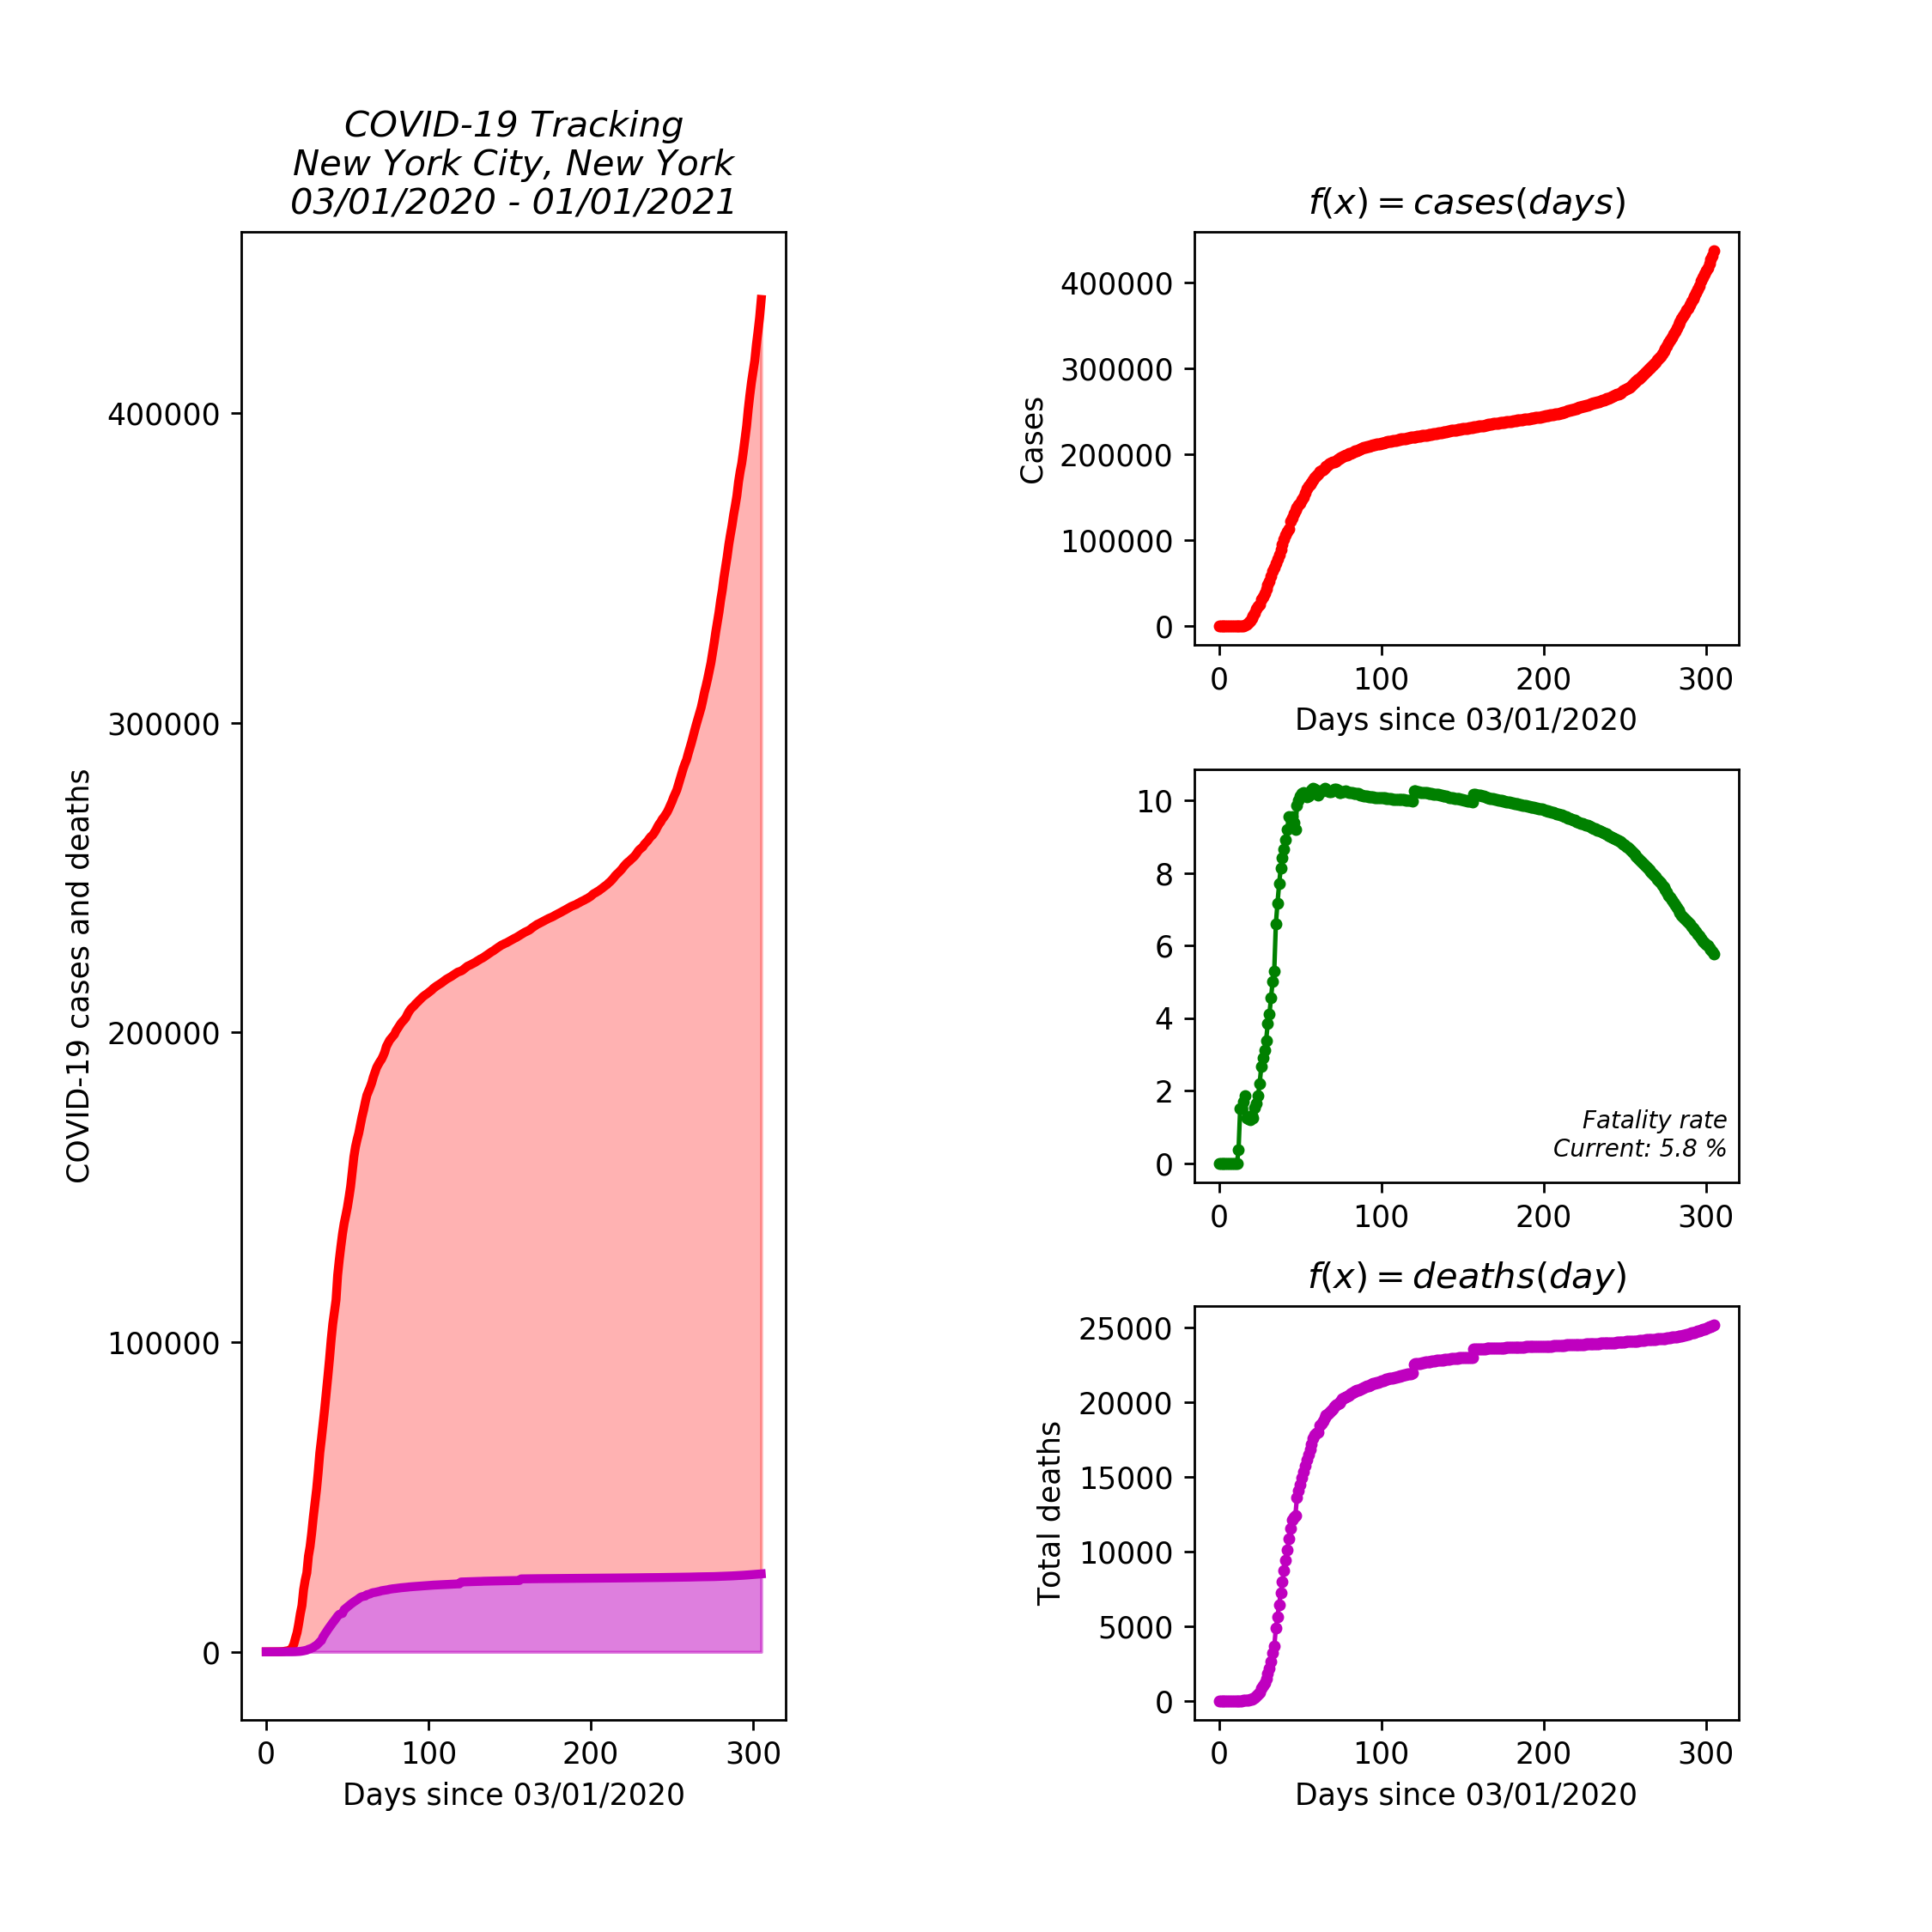 COVID-19 Tracking
New York City, New York
03/01/2020 - 01/01/2021
COVID-19 cases and deaths
400000
300000
200000
100000
0
0 100 200 300
Days since 03/01/2020
f(x) = cases(days)
Cases
400000
300000
200000
100000
0
0 100 200 300
Days since 03/01/2020
10
8
6
4
2
0
Fatality rate
Current: 5.8 %
0 100 200 300
f(x) = deaths(day)
Total deaths
25000
20000
15000
10000
5000
0
0 100 200 300
Days since 03/01/2020